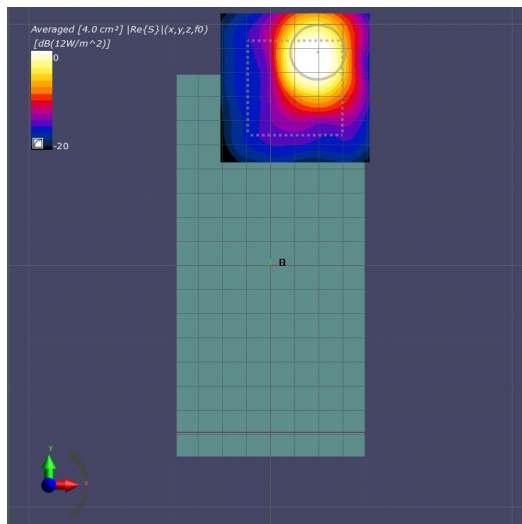 Averaged [4.0 cm²] |Re{S}|(x,y,z,f0)
[dB(12W/m^2)]
0
-20
y
x